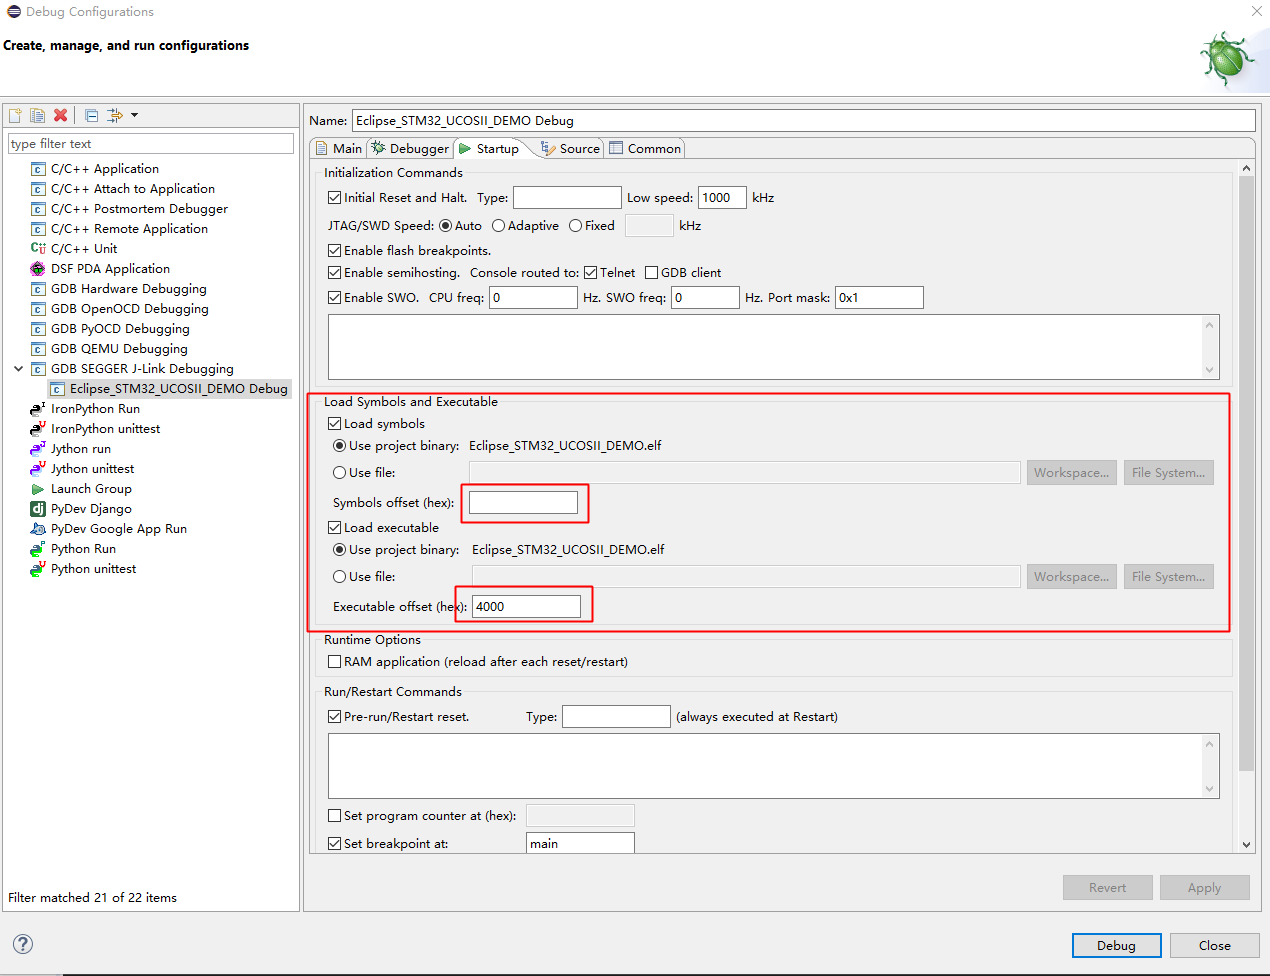 Debug Configurations
Create, manage, and run configurations
type filter text
C/C++ Application
C/C++ Attach to Application
C/C++ Postmortem Debugger
C/C++ Remote Application
C/C++ Unit
DSF PDA Application
GDB Hardware Debugging
GDB OpenOCD Debugging
GDB PyOCD Debugging
GDB QEMU Debugging
GDB SEGGER J-Link Debugging
Eclipse_STM32_UCOSII_DEMO Debug
IronPython Run
IronPython unittest
Jython run
Jython unittest
Launch Group
PyDev Django
PyDev Google App Run
Python Run
Python unittest
Filter matched 21 of 22 items
Name: Eclipse_STM32_UCOSII_DEMO Debug
Main Debugger Startup Source Common
Initialization Commands
Initial Reset and Halt. Type: Low speed: 1000 kHz
JTAG/SWD Speed: Auto Adaptive Fixed kHz
Enable flash breakpoints.
Enable semihosting. Console routed to: Telnet GDB client
Enable SWO. CPU freq: 0 Hz. SWO freq: 0 Hz. Port mask: 0x1
Load Symbols and Executable
Load symbols
Use project binary: Eclipse_STM32_UCOSII_DEMO.elf
Use file: Workspace... File System...
Symbols offset (hex):
Load executable
Use project binary: Eclipse_STM32_UCOSII_DEMO.elf
Use file: Workspace... File System...
Executable offset (hex): 4000
Runtime Options
RAM application (reload after each reset/restart)
Run/Restart Commands
Pre-run/Restart reset. Type: (always executed at Restart)
Set program counter at (hex):
Set breakpoint at: main
Revert Apply
Debug Close